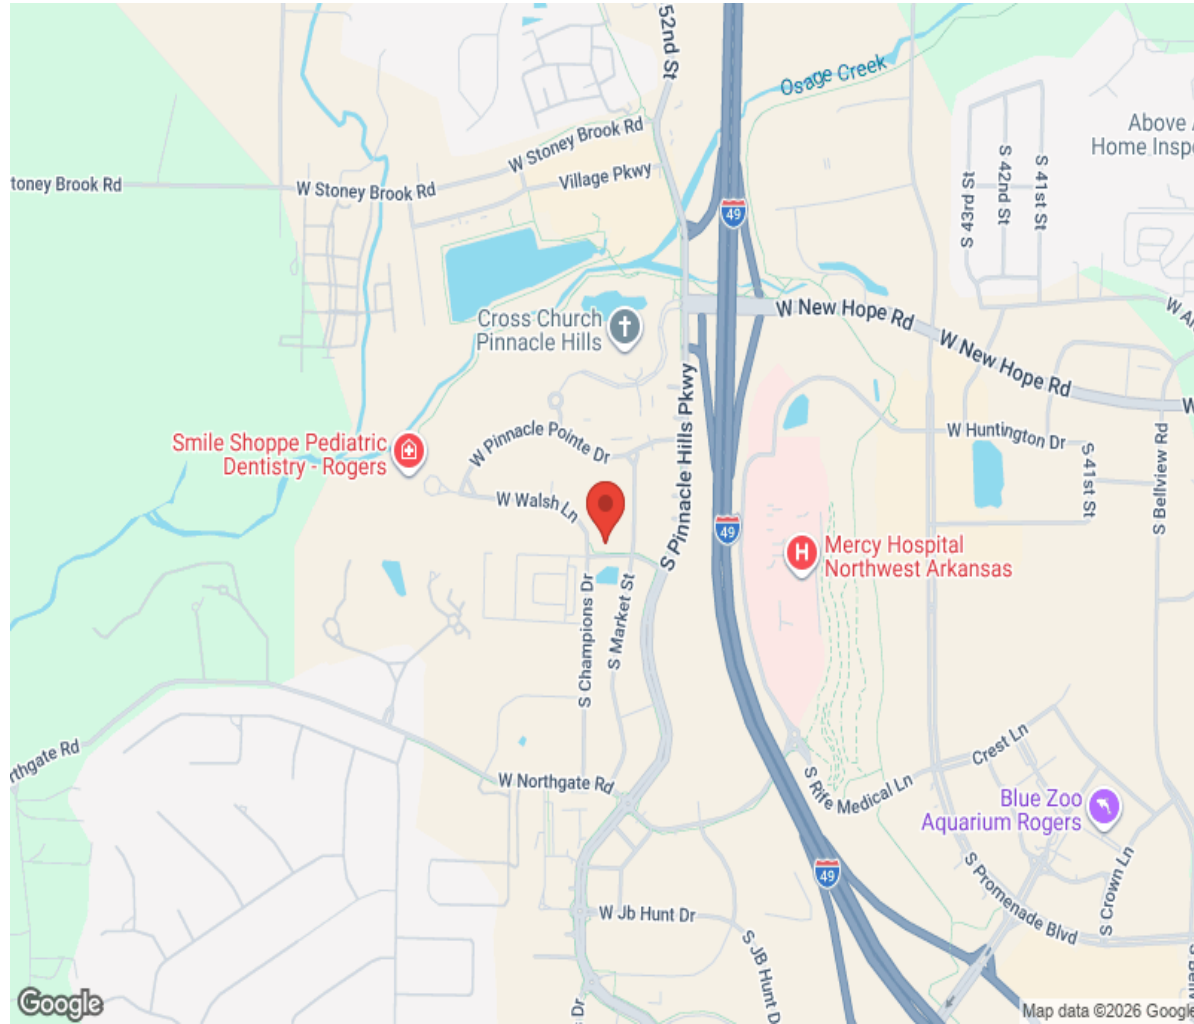 52nd St
Osage Creek
Above A
Home Inspe
W Stoney Brook Rd
toney Brook Rd
W Stoney Brook Rd
Village Pkwy
S 43rd St
S 42nd St
S 41st St
49
W New Hope Rd
W New Hope Rd
W
Cross Church
Pinnacle Hills
S Pinnacle Hills Pkwy
Smile Shoppe Pediatric
Dentistry - Rogers
W Pinnacle Pointe Dr
W Huntington Dr
S 41st St
S Bellview Rd
W Walsh Ln
49
H
Mercy Hospital
Northwest Arkansas
S Champions Dr
S Market St
rthgate Rd
W Northgate Rd
S Rife Medical Ln
Crest Ln
Blue Zoo
Aquarium Rogers
49
S Promenade Blvd
S Crown Ln
W Jb Hunt Dr
S JB Hunt D
s Dr
Google
Map data ©2026 Google